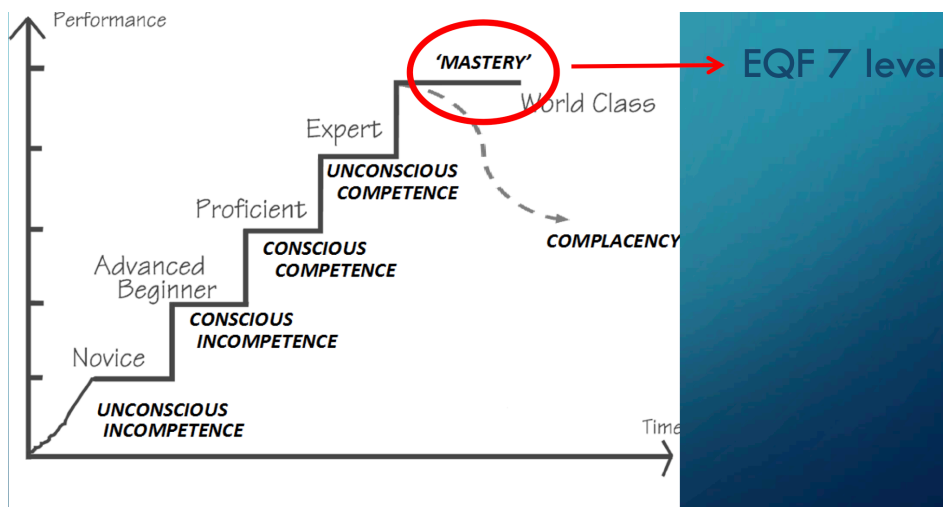 Performance
'MASTERY'
EQF 7 level
World Class
Expert
UNCONSCIOUS
COMPETENCE
Proficient
COMPLACENCY
CONSCIOUS
COMPETENCE
Advanced
Beginner
CONSCIOUS
INCOMPETENCE
Novice
UNCONSCIOUS
INCOMPETENCE
Time